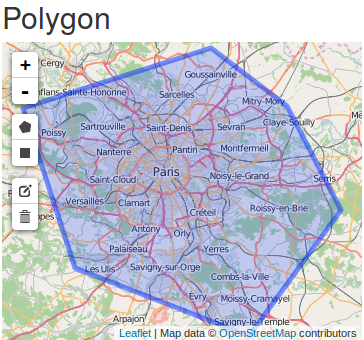 Polygon
+
Cergy
Goussainville
-
onflans-Sainte-Honorine
Sarcelles
Mitry-Mory
Claye-Souilly
Poissy
Sartrouville
Saint-Denis
Sevran
Nanterre
Pantin
Montfermeil
Saint-Cloud
Paris
Noisy-le-Grand
Serris
Versailles
Clamart
Créteil
Roissy-en-Brie
opes
Antony
Orly
Palaiseau
Yerres
Les Ulis
Savigny-sur-Orge
Combs-la-Ville
Evry
Moissy-Cramayel
Arpajon
Savigny-le-Temple
Leaflet | Map data © OpenStreetMap contributors